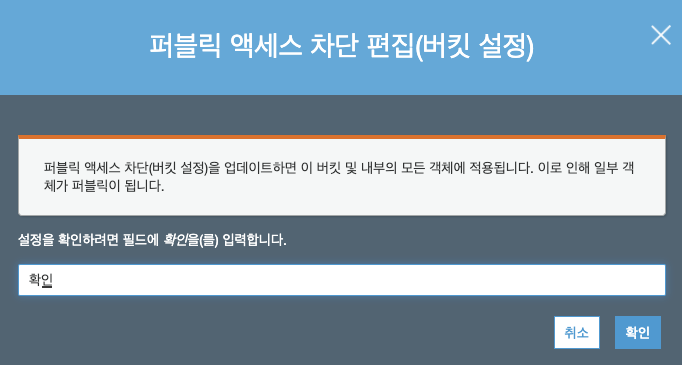 퍼블릭 액세스 차단 편집(버킷 설정)
퍼블릭 액세스 차단(버킷 설정)을 업데이트하면 이 버킷 및 내부의 모든 객체에 적용됩니다. 이로 인해 일부 객
체가 퍼블릭이 됩니다.
설정을 확인하려면 필드에 확인을(를) 입력합니다.
확인
취소 확인